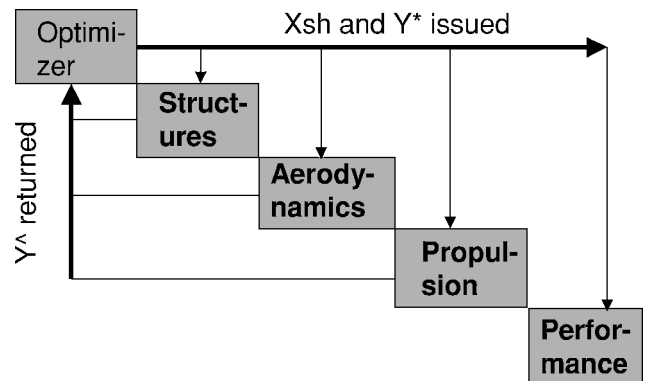 Optimi-
zer
Xsh and Y* issued
Struct-
ures
Y^ returned
Aerody-
namics
Propul-
sion
Perfor-
mance